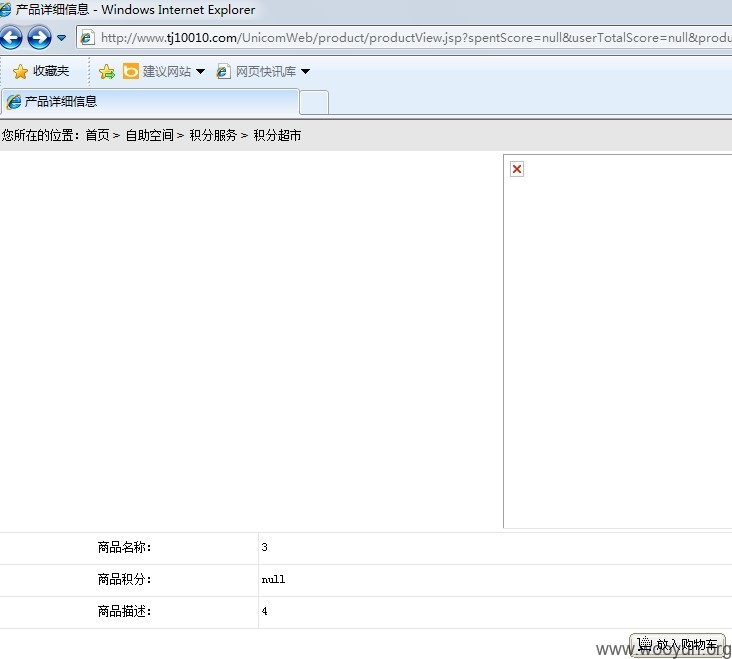 产品详细信息 - Windows Internet Explorer
http://www.tj10010.com/UnicomWeb/product/productView.jsp?spentScore=null&userTotalScore=null&produ
收藏夹 建议网站 网页快讯库
产品详细信息
您所在的位置：首页 > 自助空间 > 积分服务 > 积分超市
商品名称： 3
商品积分： null
商品描述： 4
放入购物车
www.wooyun.org